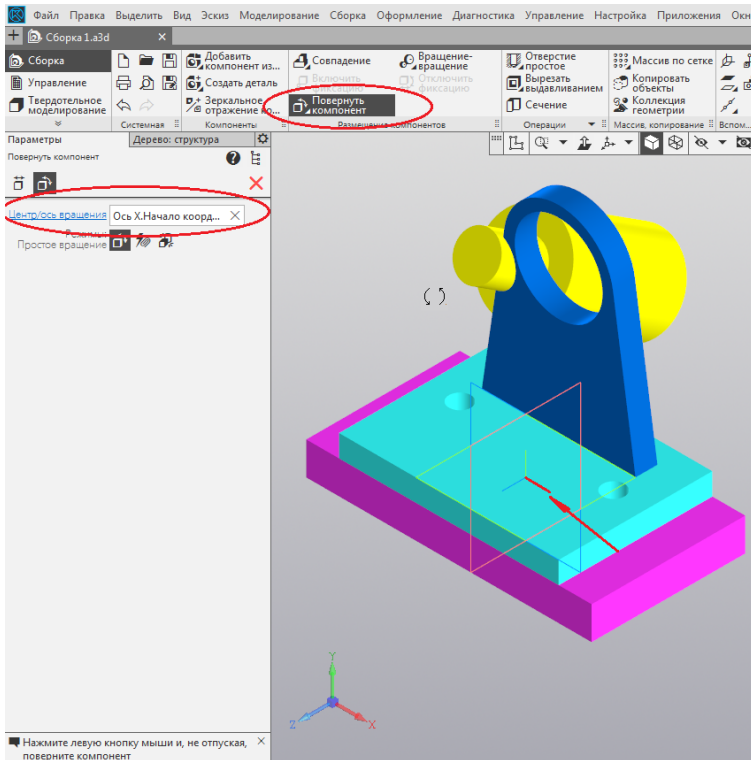 Файл Правка Выделить Вид Эскиз Моделирование Сборка Оформление Диагностика Управление Настройка Приложения Окн
Сборка 1.a3d ×
Сборка
Управление
Твердотельное
моделирование
Системная
Добавить
компонент из...
Создать деталь
Зеркальное
отражение ко...
Компоненты
Совпадение
Включить
фиксацию
Повернуть
компонент
Вращение-
вращение
Отключить
фиксацию
Размещение компонентов
Отверстие
простое
Вырезать
выдавливанием
Сечение
Операции
Массив по сетке
Копировать
объекты
Коллекция
геометрии
Массив, копирование
Вспом...
Параметры
Дерево: структура
Повернуть компонент
Центр/ось вращения
Ось X.Начало коорд... ×
Режимы:
Простое вращение
Y
Z
X
Нажмите левую кнопку мыши и, не отпуская, ×
поверните компонент